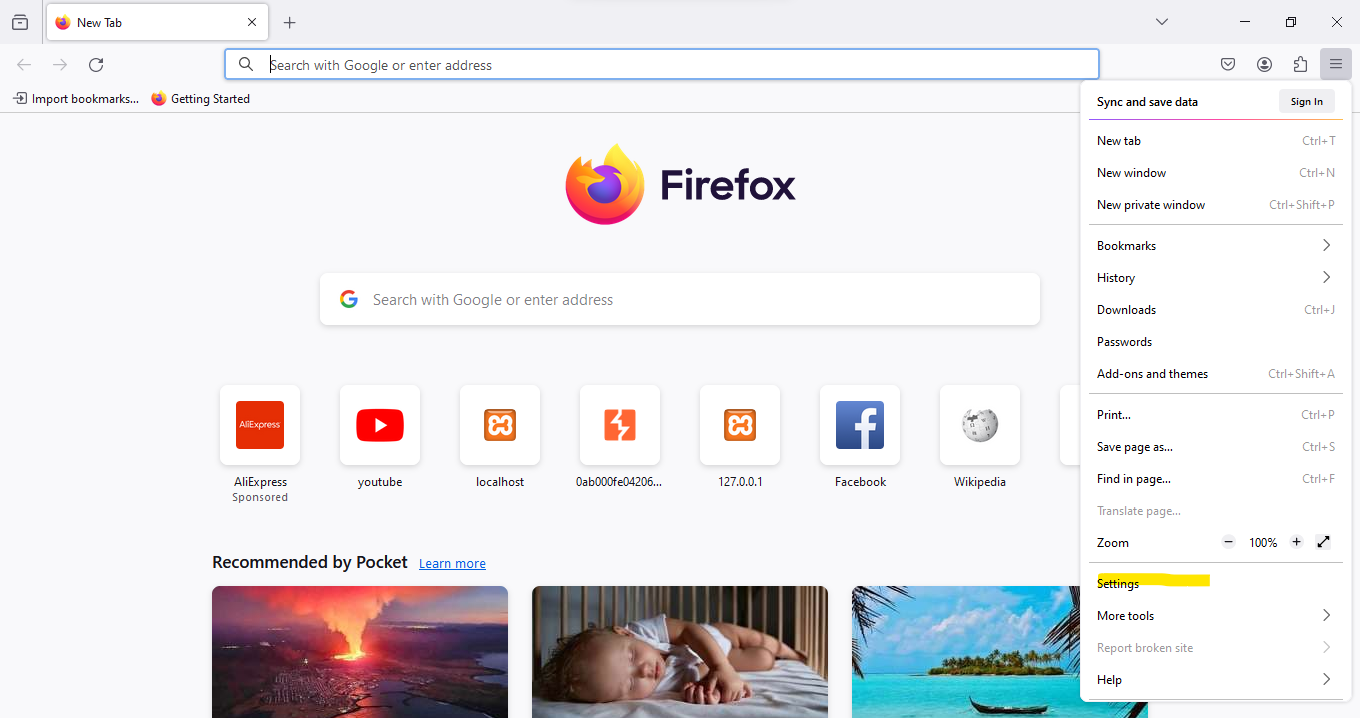 New Tab
Search with Google or enter address
Import bookmarks...
Getting Started
Sync and save data
Sign In
New tab Ctrl+T
New window Ctrl+N
New private window Ctrl+Shift+P
Bookmarks
History
Downloads Ctrl+J
Passwords
Add-ons and themes Ctrl+Shift+A
Print... Ctrl+P
Save page as... Ctrl+S
Find in page... Ctrl+F
Translate page...
Zoom 100%
Settings
More tools
Report broken site
Help
Firefox
Search with Google or enter address
AliExpress
AliExpress
Sponsored
youtube
localhost
0ab000fe04206...
127.0.0.1
Facebook
Wikipedia
Recommended by Pocket Learn more